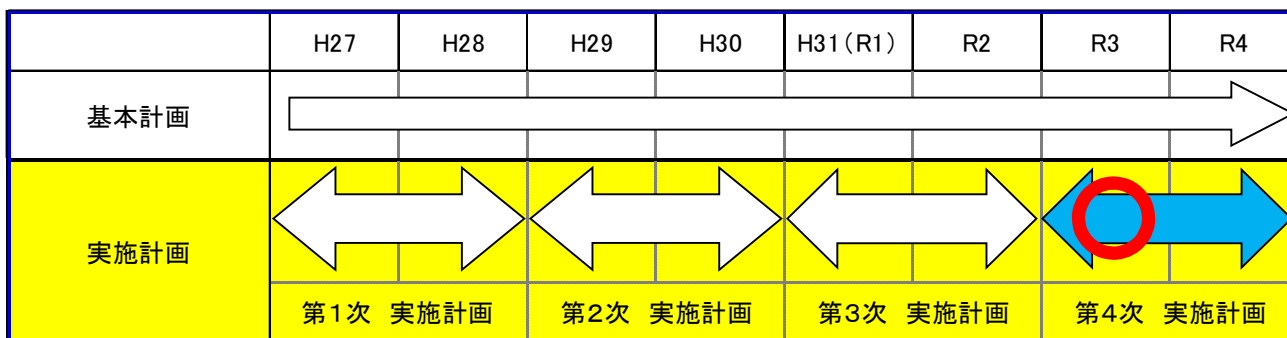 H27 H28 H29 H30 H31(R1) R2 R3 R4
基本計画
実施計画
第1次 実施計画 第2次 実施計画 第3次 実施計画 第4次 実施計画